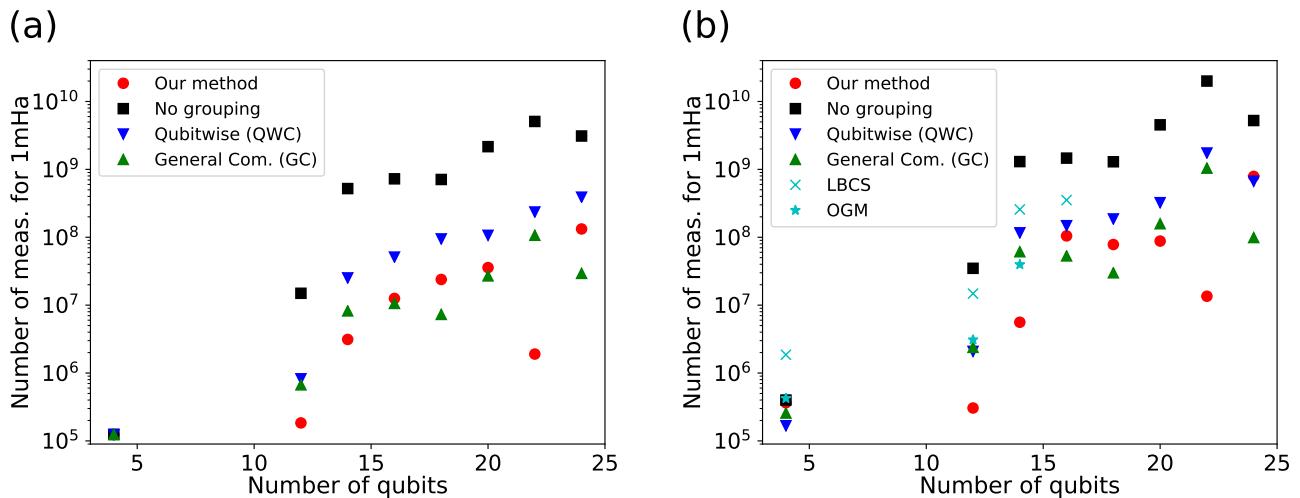 (a)
Number of meas. for 1mHa
10^10
10^9
10^8
10^7
10^6
10^5
Our method
No grouping
Qubitwise (QWC)
General Com. (GC)
5
10
15
20
25
Number of qubits
(b)
Number of meas. for 1mHa
10^10
10^9
10^8
10^7
10^6
10^5
Our method
No grouping
Qubitwise (QWC)
General Com. (GC)
LBCS
OGM
5
10
15
20
25
Number of qubits